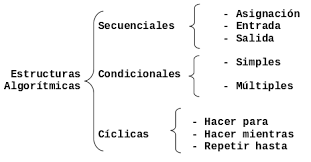 Estructuras
Algorítmicas
Secuenciales
- Asignación
- Entrada
- Salida
Condicionales
- Simples
- Múltiples
Cíclicas
- Hacer para
- Hacer mientras
- Repetir hasta